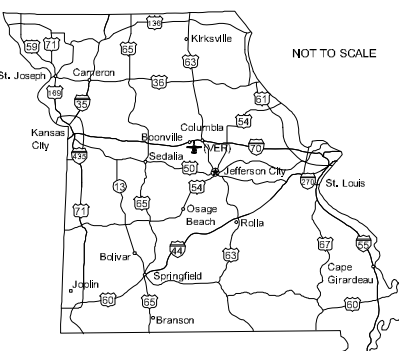 136
Kirksville
59
71
65
63
NOT TO SCALE
St. Joseph
Cameron
36
169
35
61
54
Columbia
Kansas
City
Boonville
(VER)
70
435
Sedalia
50
Jefferson City
13
54
270
St. Louis
65
Osage
Beach
71
Rolla
67
55
44
63
Bolivar
Springfield
Cape
Girardeau
Joplin
60
65
60
Branson